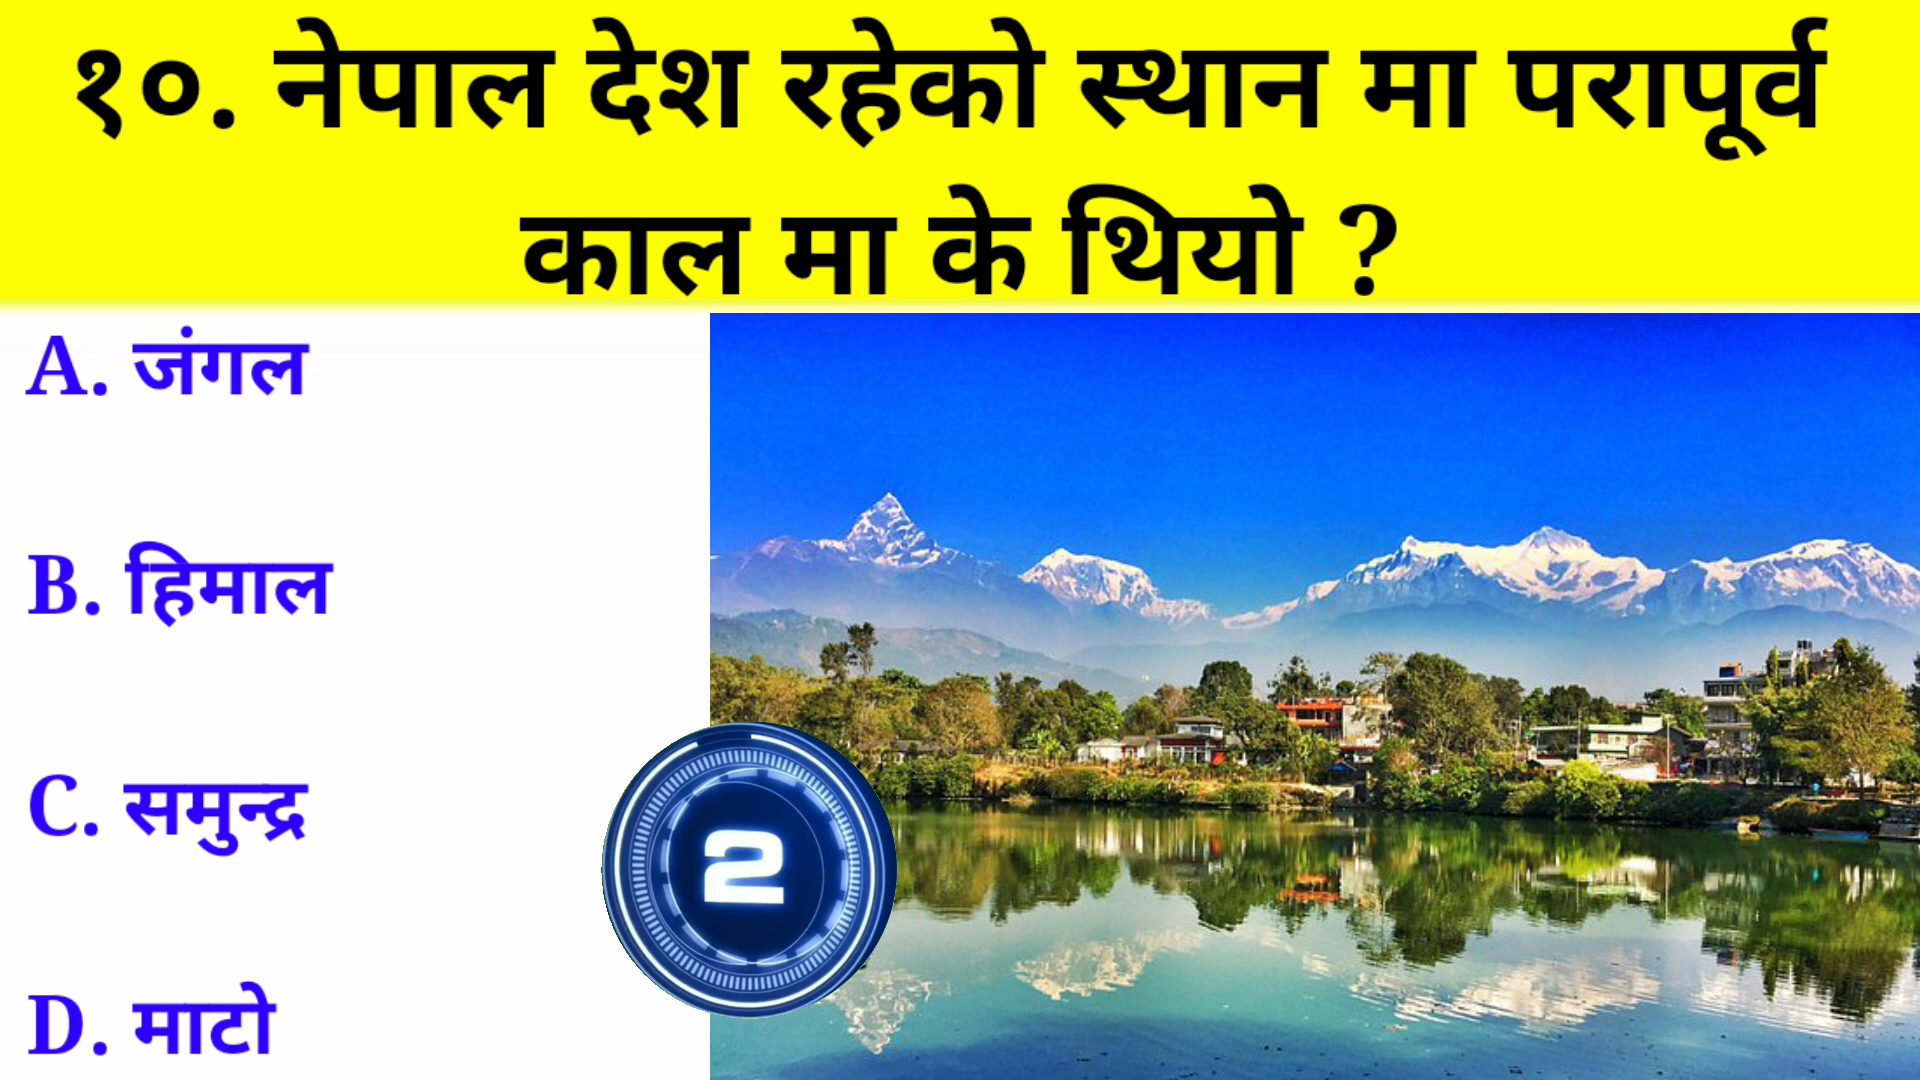 १०. नेपाल देश रहेको स्थान मा परापूर्व
काल मा के थियो ?
A. जंगल
B. हिमाल
C. समुन्द्र
D. माटो
2